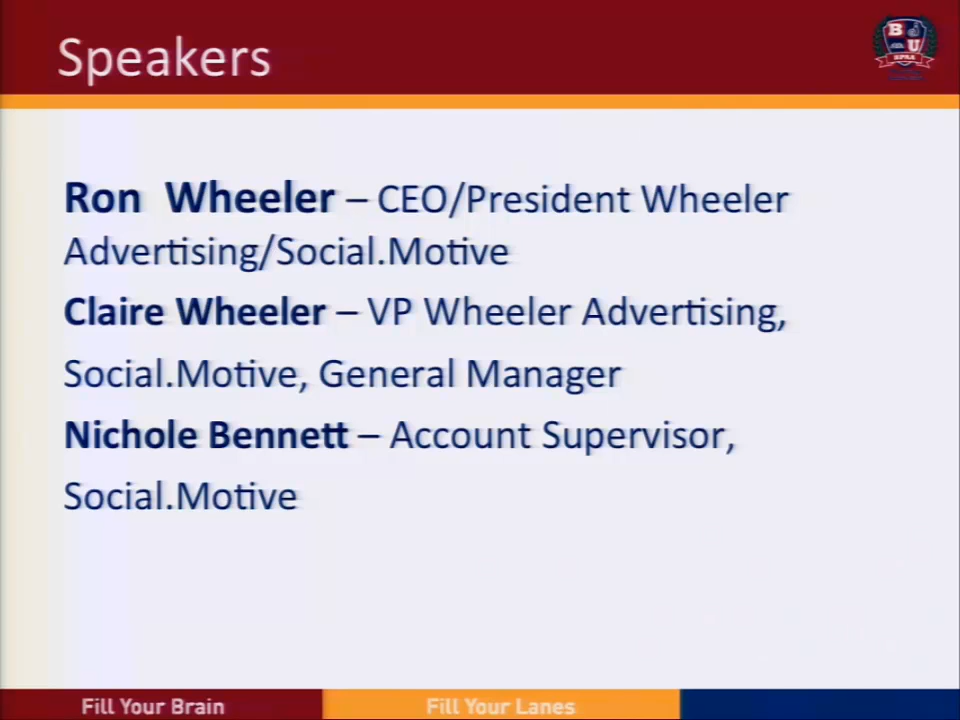 Speakers
B U
Ron Wheeler – CEO/President Wheeler
Advertising/Social.Motive
Claire Wheeler – VP Wheeler Advertising,
Social.Motive, General Manager
Nichole Bennett – Account Supervisor,
Social.Motive
Fill Your Brain
Fill Your Lanes